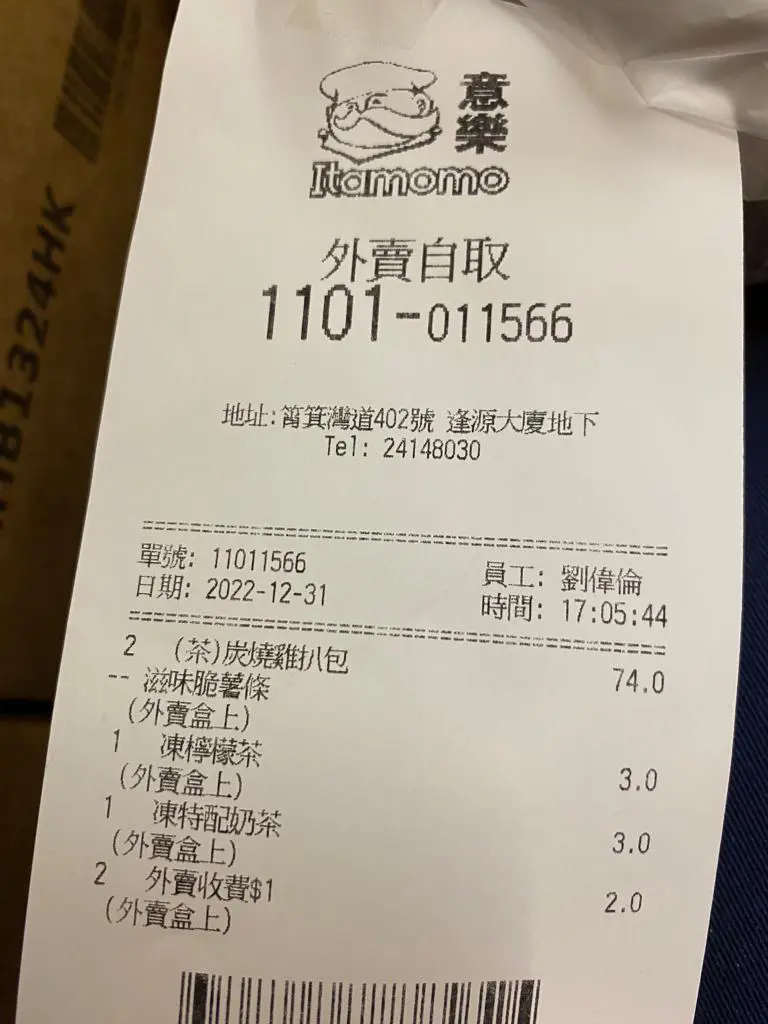 意樂
Itamomo
外賣自取
1101-011566
地址:筲箕灣道402號 逢源大廈地下
Tel: 24148030
單號: 11011566 員工: 劉偉倫
日期: 2022-12-31 時間: 17:05:44
2 (茶)炭燒雞扒包 74.0
-- 滋味脆薯條
(外賣盒上)
1 凍檸檬茶 3.0
(外賣盒上)
1 凍特配奶茶 3.0
(外賣盒上)
2 外賣收費$1 2.0
(外賣盒上)
B1324HK